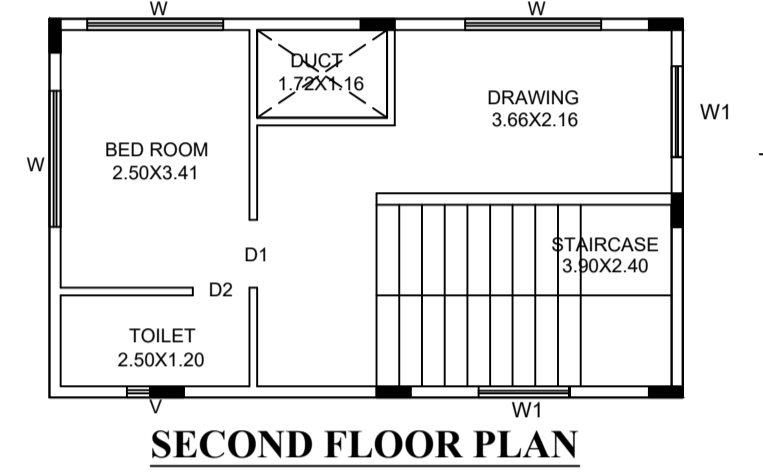 W
W
DUCT
1.72X1.16
DRAWING
3.66X2.16
W1
BED ROOM
2.50X3.41
W
D1
STAIRCASE
3.90X2.40
D2
TOILET
2.50X1.20
V
W1
SECOND FLOOR PLAN